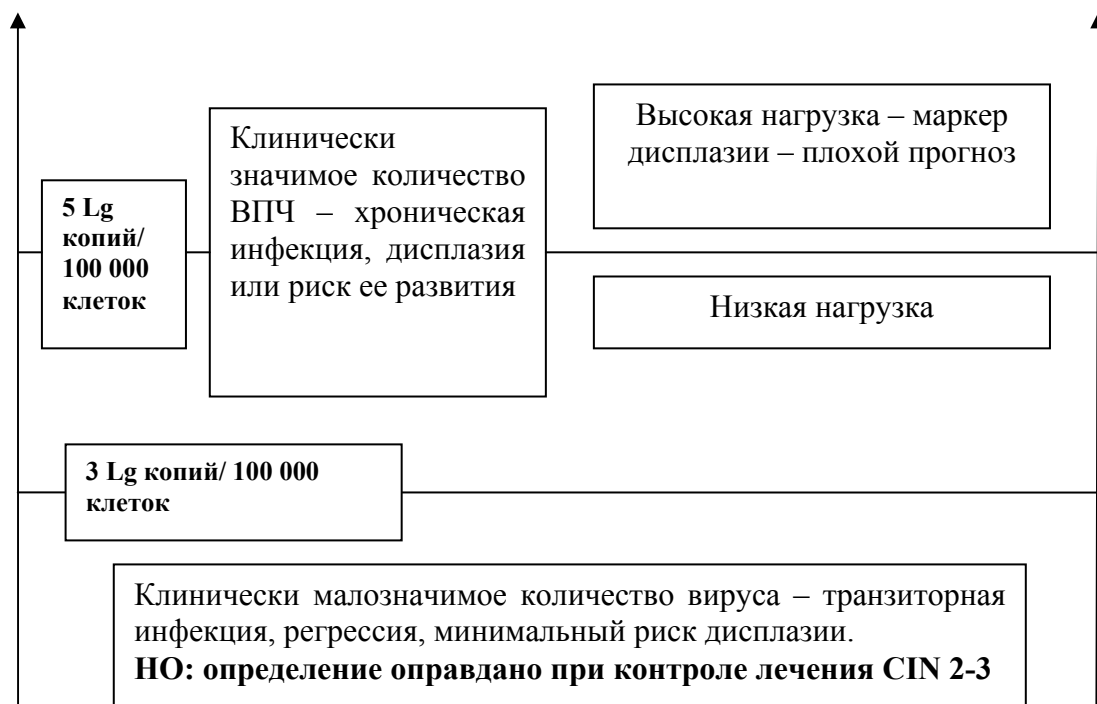 Высокая нагрузка – маркер
дисплазии – плохой прогноз
Клинически
значимое количество
ВПЧ – хроническая
инфекция, дисплазия
или риск ее развития
5 Lg
копий/
100 000
клеток
Низкая нагрузка
3 Lg копий/ 100 000
клеток
Клинически малозначимое количество вируса – транзиторная
инфекция, регрессия, минимальный риск дисплазии.
НО: определение оправдано при контроле лечения CIN 2-3